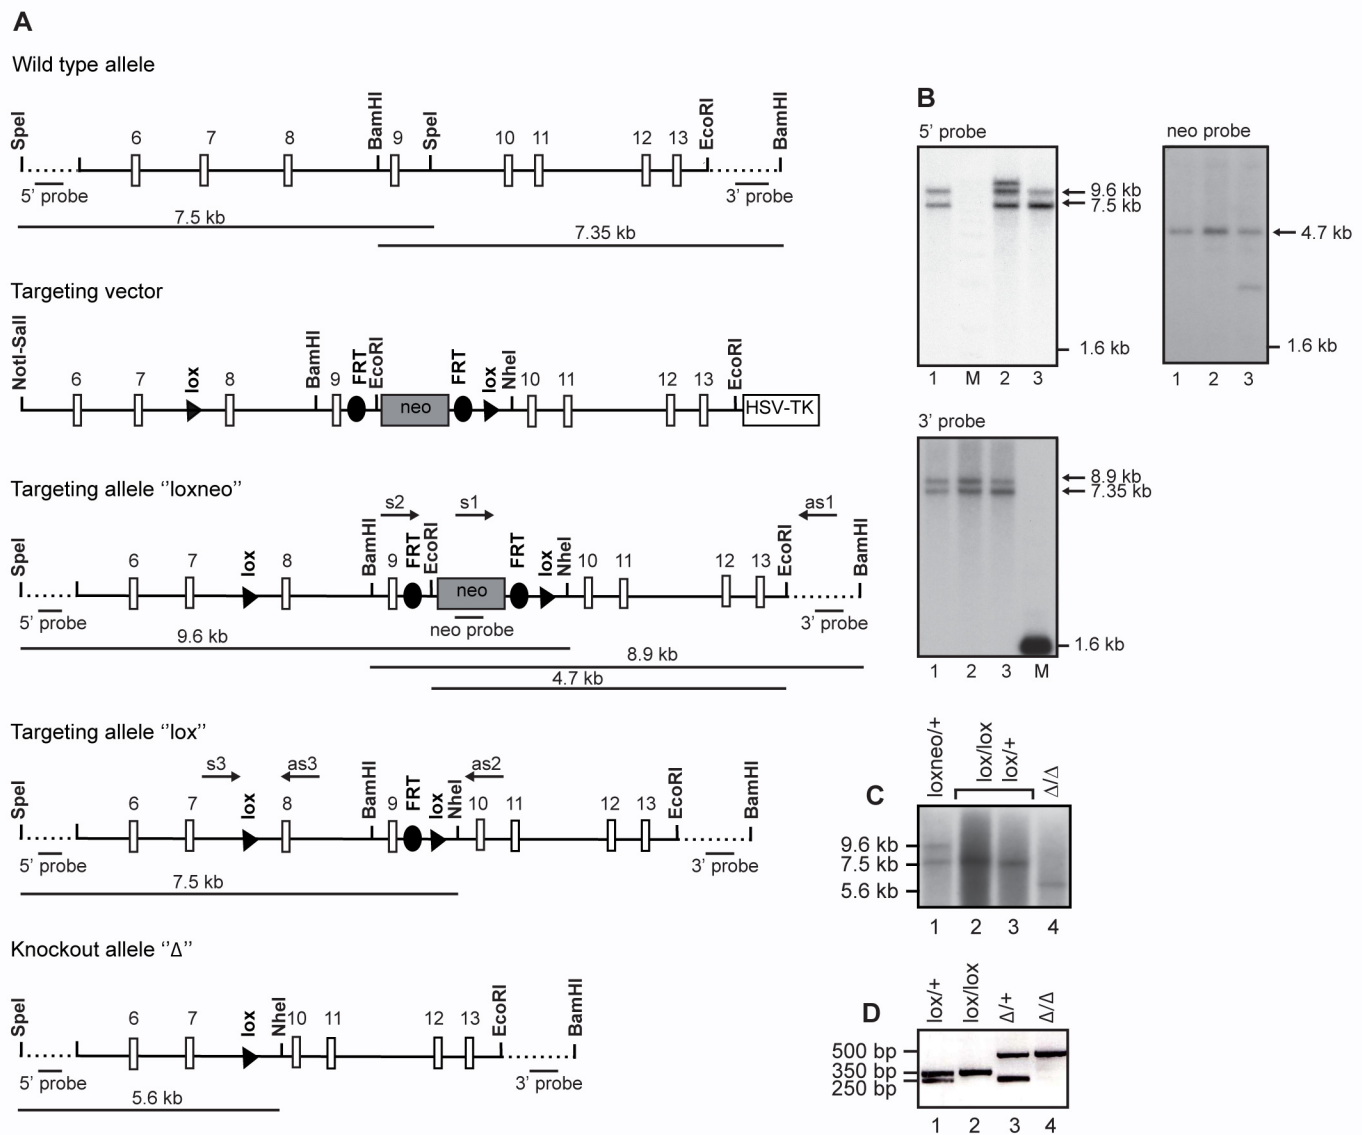 A
Wild type allele
SpeI 6 7 8 BamHI 9 SpeI 10 11 12 13 EcoRI BamHI
5' probe 3' probe
7.5 kb
7.35 kb
Targeting vector
NotI-SalI 6 7 lox 8 BamHI 9 FRT EcoRI FRT lox NheI 10 11 12 13 EcoRI
neo HSV-TK
Targeting allele ‘’loxneo’’
s2 s1 as1
SpeI 6 7 lox 8 BamHI 9 FRT EcoRI FRT lox NheI 10 11 12 13 EcoRI BamHI
neo
5' probe neo probe 3' probe
9.6 kb
8.9 kb
4.7 kb
Targeting allele ‘’lox’’
s3 as3 as2
SpeI 6 7 lox 8 BamHI 9 FRT lox NheI 10 11 12 13 EcoRI BamHI
5' probe 3' probe
7.5 kb
Knockout allele ‘’Δ’’
SpeI 6 7 lox NheI 10 11 12 13 EcoRI BamHI
5' probe 3' probe
5.6 kb
B
5' probe
9.6 kb
7.5 kb
1.6 kb
1 M 2 3
neo probe
4.7 kb
1.6 kb
1 2 3
3' probe
8.9 kb
7.35 kb
1.6 kb
1 2 3 M
C
loxneo/+ lox/lox lox/+ Δ/Δ
9.6 kb
7.5 kb
5.6 kb
1 2 3 4
D
lox/+ lox/lox Δ/+ Δ/Δ
500 bp
350 bp
250 bp
1 2 3 4